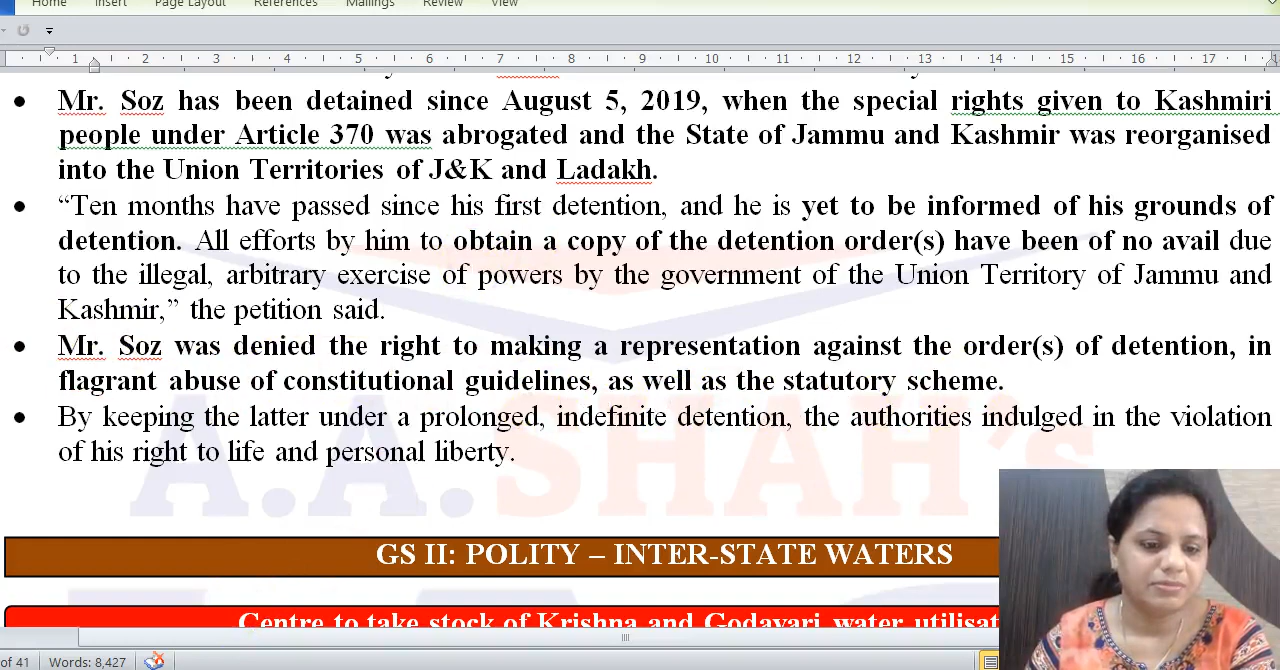 Home Insert Page Layout References Mailings Review View
1 2 3 4 5 6 7 8 9 10 11 12 13 14 15 16 17
Mr. Soz has been detained since August 5, 2019, when the special rights given to Kashmiri
people under Article 370 was abrogated and the State of Jammu and Kashmir was reorganised
into the Union Territories of J&K and Ladakh.
“Ten months have passed since his first detention, and he is yet to be informed of his grounds of
detention. All efforts by him to obtain a copy of the detention order(s) have been of no avail due
to the illegal, arbitrary exercise of powers by the government of the Union Territory of Jammu and
Kashmir,” the petition said.
Mr. Soz was denied the right to making a representation against the order(s) of detention, in
flagrant abuse of constitutional guidelines, as well as the statutory scheme.
By keeping the latter under a prolonged, indefinite detention, the authorities indulged in the violation
of his right to life and personal liberty.
A.A.SHAH's
GS II: POLITY – INTER-STATE WATERS
Centre to take stock of Krishna and Godavari water
of 41 Words: 8,427